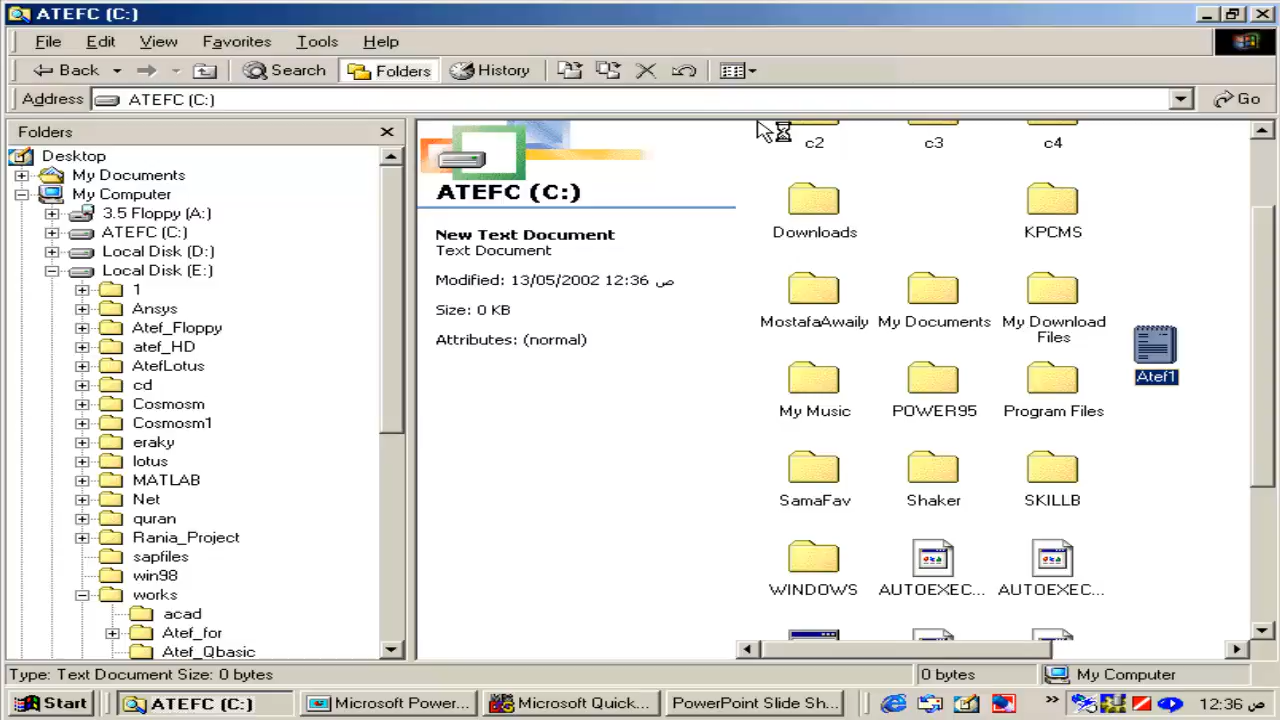 ATEFC (C:)
File Edit View Favorites Tools Help
Back Search Folders History
Address ATEFC (C:) Go
Folders
Desktop
My Documents
My Computer
3.5 Floppy (A:)
ATEFC (C:)
Local Disk (D:)
Local Disk (E:)
1
Ansys
Atef_Floppy
atef_HD
AtefLotus
cd
Cosmosm
Cosmosm1
eraky
lotus
MATLAB
Net
quran
Rania_Project
sapfiles
win98
works
acad
Atef_for
Atef_Qbasic
ATEFC (C:)
New Text Document
Text Document
Modified: 13/05/2002 12:36 ص
Size: 0 KB
Attributes: (normal)
c2 c3 c4
Downloads KPCMS
MostafaAwaily My Documents My Download
Files
Atef1
My Music POWER95 Program Files
SamaFav Shaker SKILLB
WINDOWS AUTOEXEC... AUTOEXEC...
Type: Text Document Size: 0 bytes 0 bytes My Computer
Start ATEFC (C:) Microsoft Power... Microsoft Quick... PowerPoint Slide Sh... » 12:36 ص